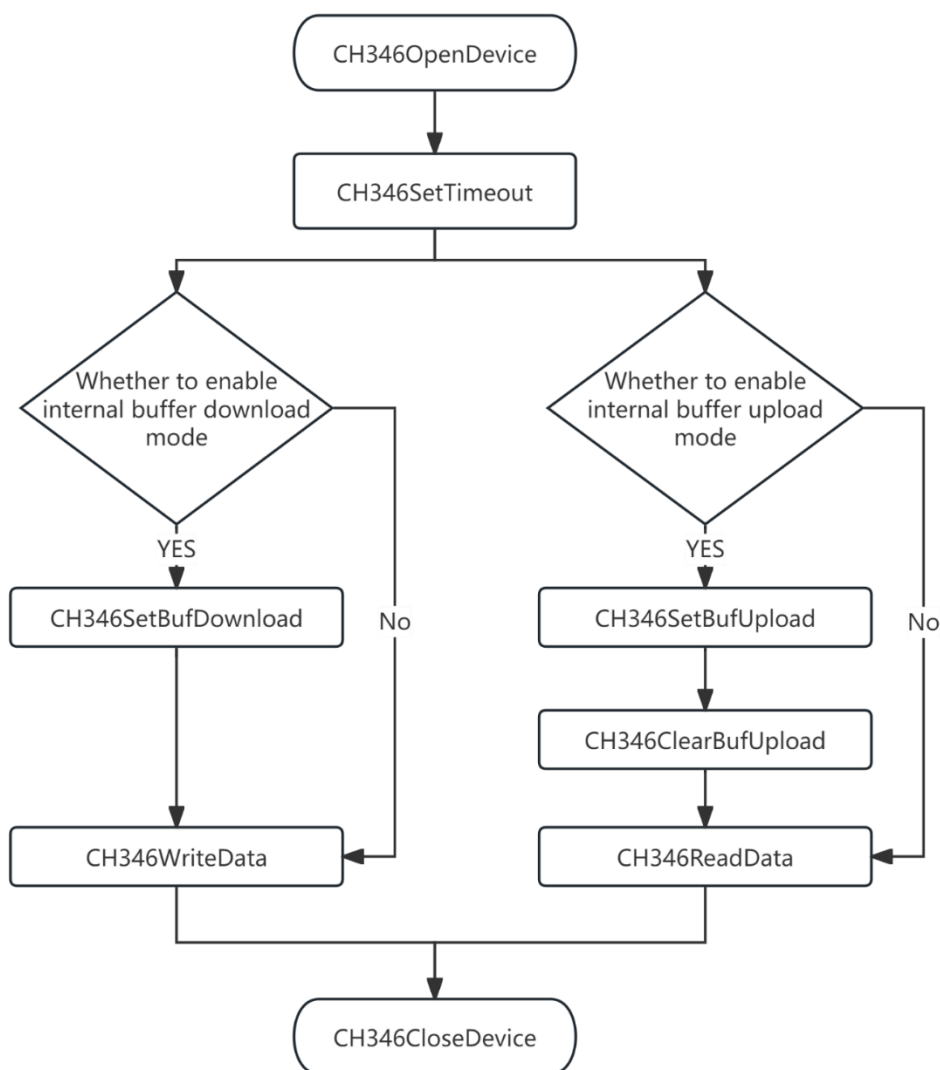 CH346OpenDevice
CH346SetTimeout
Whether to enable
internal buffer download
mode
Whether to enable
internal buffer upload
mode
YES
YES
CH346SetBufDownload
No
CH346SetBufUpload
No
CH346ClearBufUpload
CH346WriteData
CH346ReadData
CH346CloseDevice